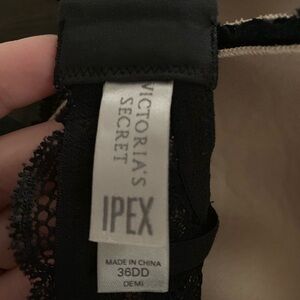 VICTORIA'S
SECRET
IPEX
MADE IN CHINA
36DD
DEMI